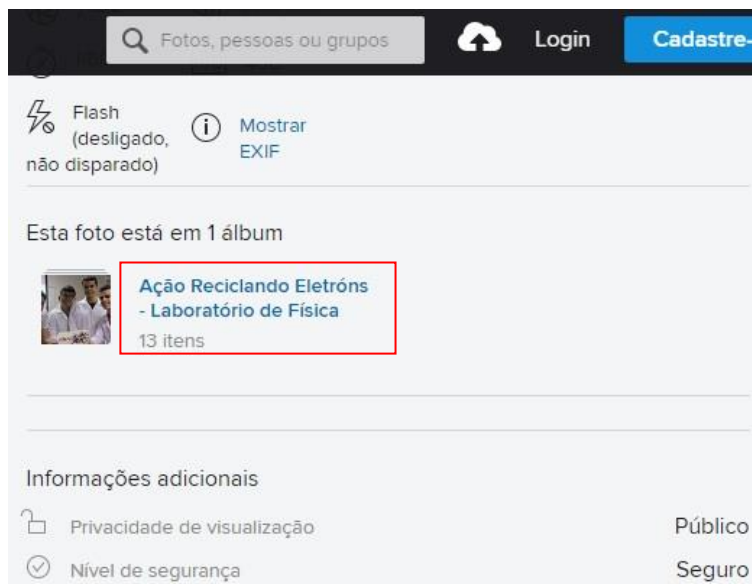 Fotos, pessoas ou grupos Login Cadastre-
Flash
(desligado,
não disparado)
Mostrar
EXIF
Esta foto está em 1 álbum
Ação Reciclando Eletróns
- Laboratório de Física
13 itens
Informações adicionais
Privacidade de visualização Público
Nível de segurança Seguro